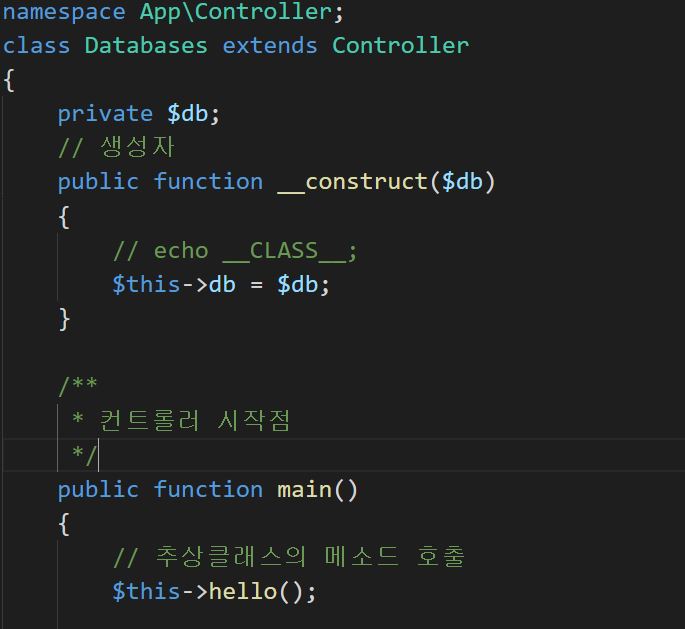 namespace App\Controller;
class Databases extends Controller
{
    private $db;
    // 생성자
    public function __construct($db)
    {
        // echo __CLASS__;
        $this->db = $db;
    }

    /**
     * 컨트롤러 시작점
     */
    public function main()
    {
        // 추상클래스의 메소드 호출
        $this->hello();